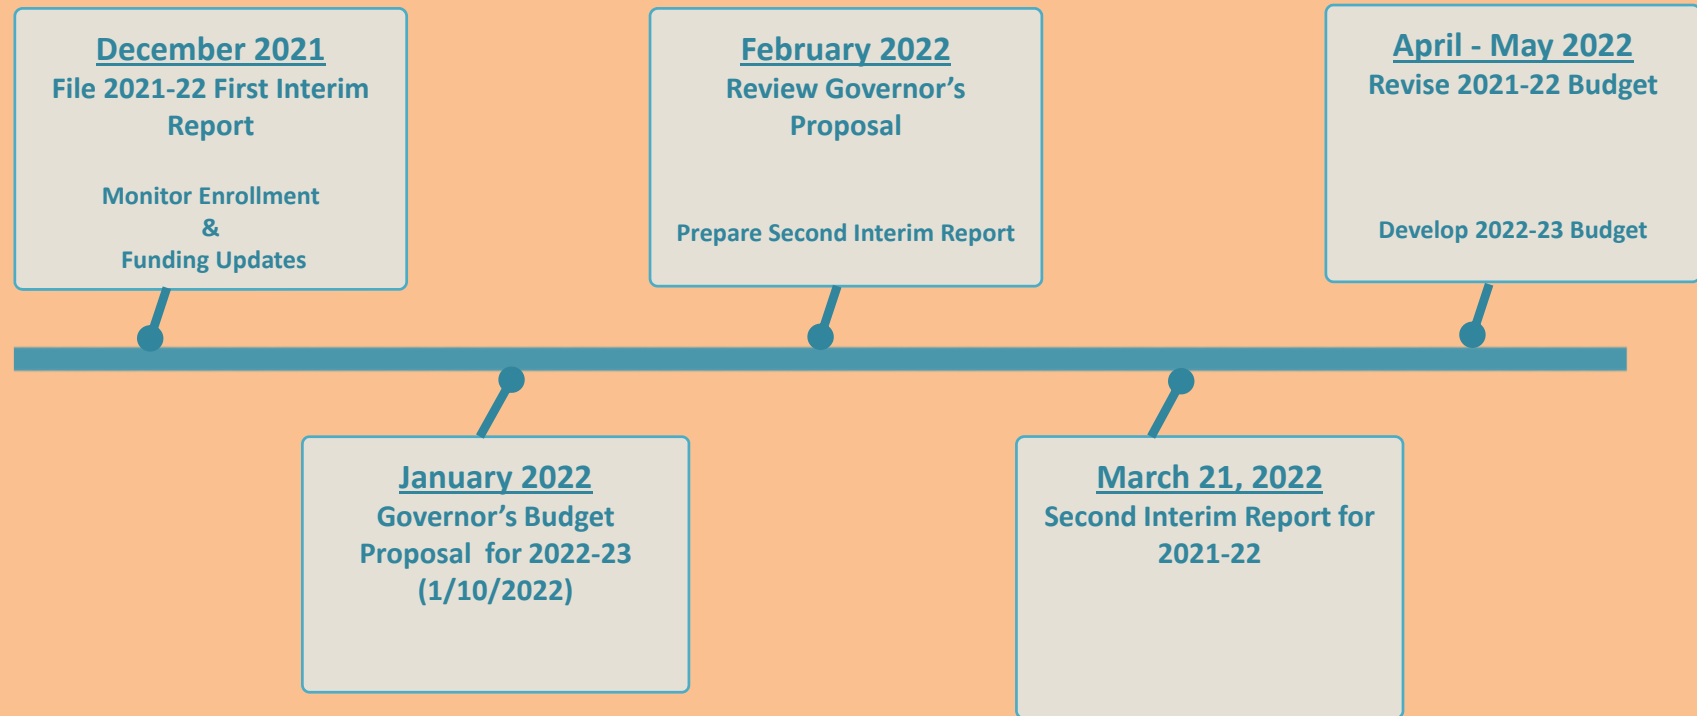 December 2021
File 2021-22 First Interim
Report
Monitor Enrollment
&
Funding Updates
January 2022
Governor’s Budget
Proposal  for 2022-23
(1/10/2022)
February 2022
Review Governor’s
Proposal
Prepare Second Interim Report
March 21, 2022
Second Interim Report for
2021-22
April - May 2022
Revise 2021-22 Budget
Develop 2022-23 Budget